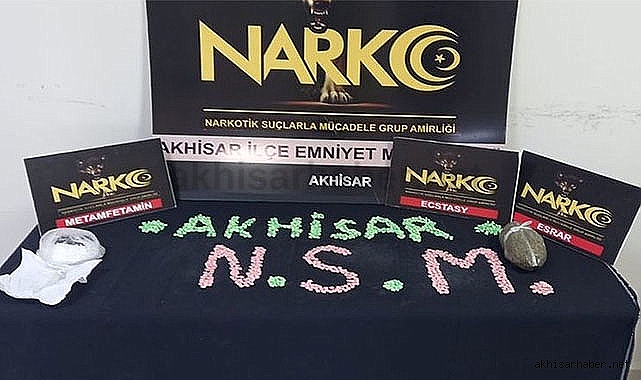 NARKO
NARKOTİK SUÇLARLA MÜCADELE GRUP AMİRLİĞİ
AKHİSAR İLÇE EMNİYET M
AKHİSAR
NARKO
METAMFETAMİN
NARKO
ECSTASY
NARKO
ESRAR
AKHİSAR
N.S.M.
akhisarhaber.net